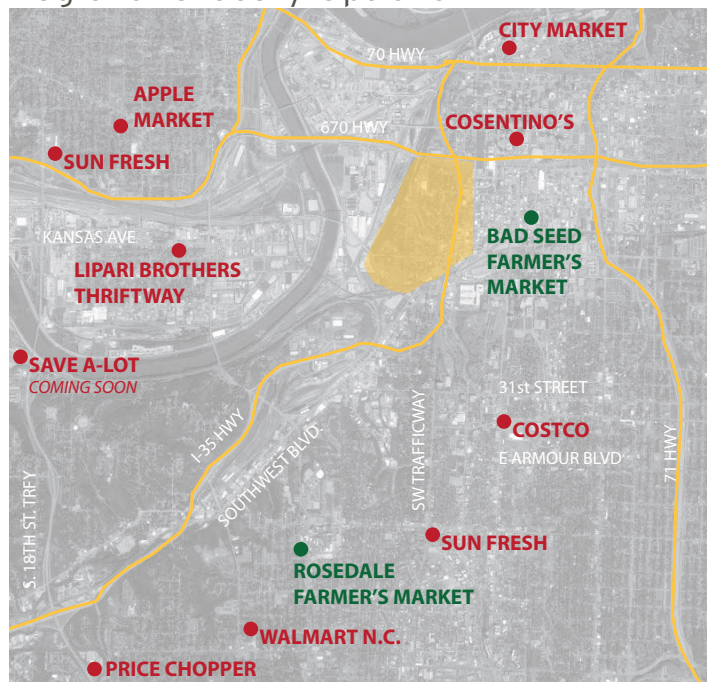 CITY MARKET
70 HWY
APPLE
MARKET
670 HWY
COSENTINO'S
SUN FRESH
KANSAS AVE.
BAD SEED
FARMER'S
MARKET
LIPARI BROTHERS
THRIFTWAY
SAVE A-LOT
COMING SOON
31st STREET
I-35 HWY
SOUTHWEST BLVD.
SW TRAFFICWAY
COSTCO
71 HWY
E ARMOUR BLVD
S. 18TH ST. TRFY
SUN FRESH
ROSEDALE
FARMER'S MARKET
WALMART N.C.
PRICE CHOPPER